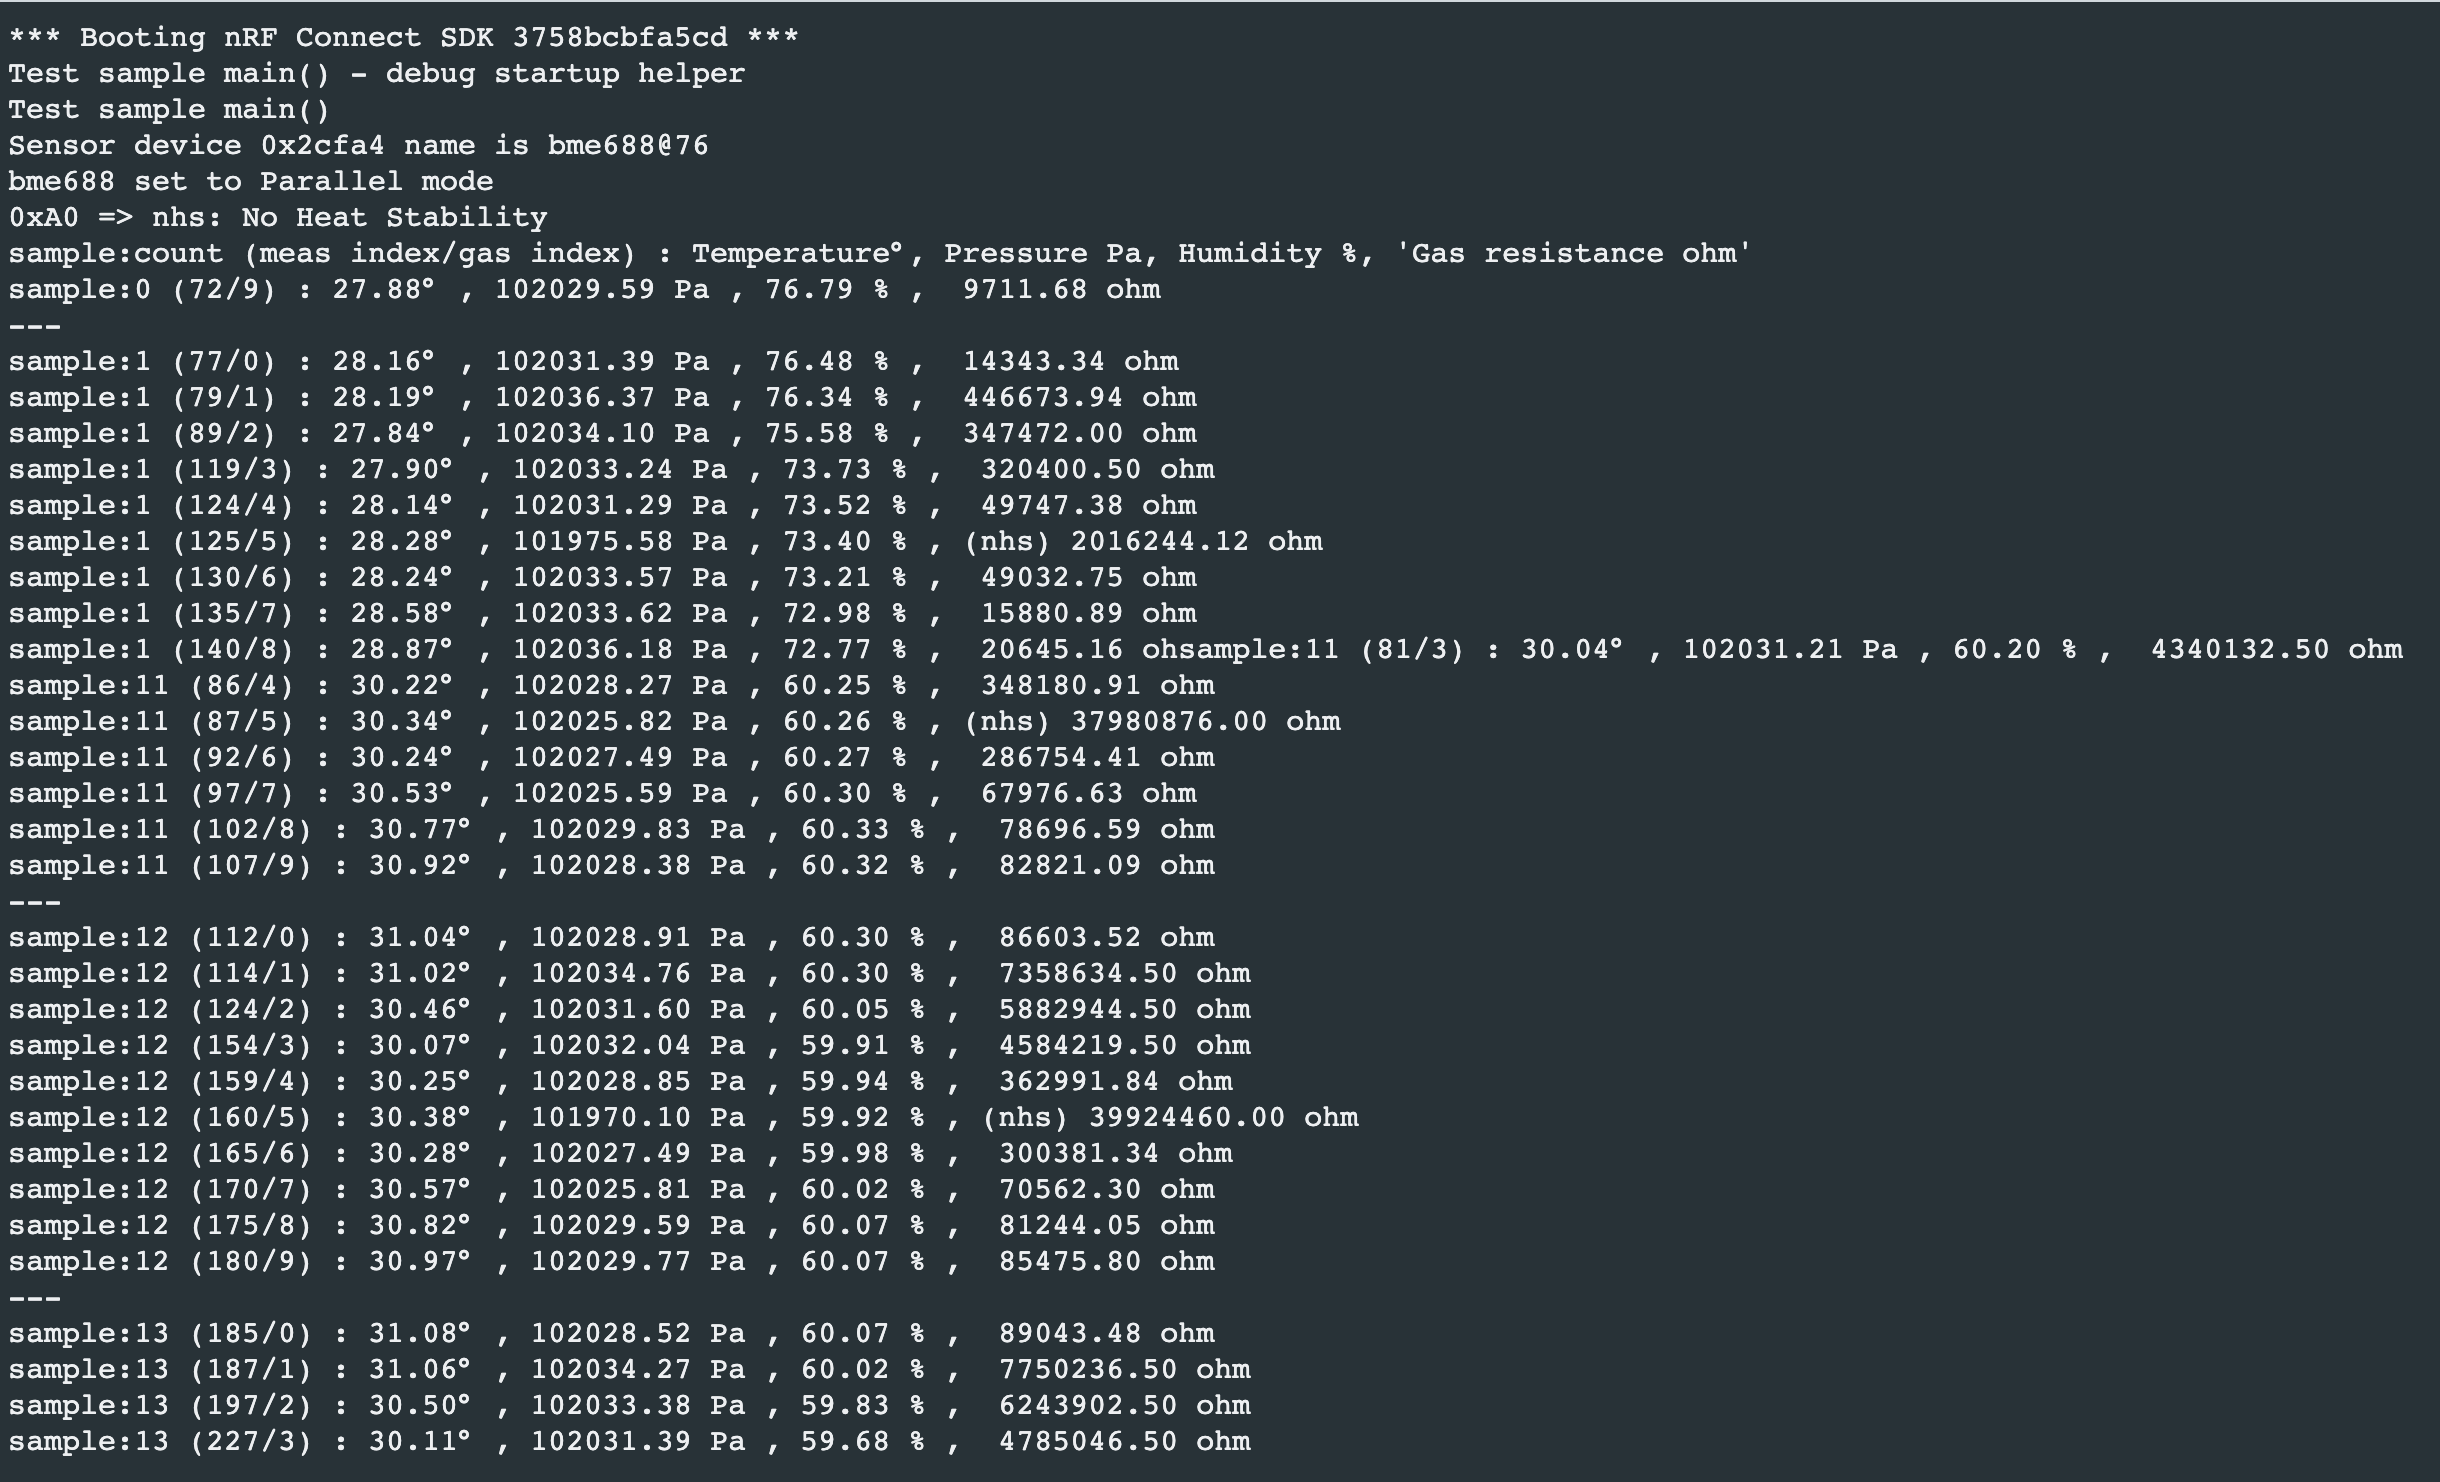 *** Booting nRF Connect SDK 3758bcbfa5cd ***
Test sample main() - debug startup helper
Test sample main()
Sensor device 0x2cfa4 name is bme688@76
bme688 set to Parallel mode
0xA0 => nhs: No Heat Stability
sample:count (meas index/gas index) : Temperature°, Pressure Pa, Humidity %, 'Gas resistance ohm'
sample:0 (72/9) : 27.88° , 102029.59 Pa , 76.79 % ,  9711.68 ohm
---
sample:1 (77/0) : 28.16° , 102031.39 Pa , 76.48 % ,  14343.34 ohm
sample:1 (79/1) : 28.19° , 102036.37 Pa , 76.34 % ,  446673.94 ohm
sample:1 (89/2) : 27.84° , 102034.10 Pa , 75.58 % ,  347472.00 ohm
sample:1 (119/3) : 27.90° , 102033.24 Pa , 73.73 % ,  320400.50 ohm
sample:1 (124/4) : 28.14° , 102031.29 Pa , 73.52 % ,  49747.38 ohm
sample:1 (125/5) : 28.28° , 101975.58 Pa , 73.40 % , (nhs) 2016244.12 ohm
sample:1 (130/6) : 28.24° , 102033.57 Pa , 73.21 % ,  49032.75 ohm
sample:1 (135/7) : 28.58° , 102033.62 Pa , 72.98 % ,  15880.89 ohm
sample:1 (140/8) : 28.87° , 102036.18 Pa , 72.77 % ,  20645.16 ohsample:11 (81/3) : 30.04° , 102031.21 Pa , 60.20 % ,  4340132.50 ohm
sample:11 (86/4) : 30.22° , 102028.27 Pa , 60.25 % ,  348180.91 ohm
sample:11 (87/5) : 30.34° , 102025.82 Pa , 60.26 % , (nhs) 37980876.00 ohm
sample:11 (92/6) : 30.24° , 102027.49 Pa , 60.27 % ,  286754.41 ohm
sample:11 (97/7) : 30.53° , 102025.59 Pa , 60.30 % ,  67976.63 ohm
sample:11 (102/8) : 30.77° , 102029.83 Pa , 60.33 % ,  78696.59 ohm
sample:11 (107/9) : 30.92° , 102028.38 Pa , 60.32 % ,  82821.09 ohm
---
sample:12 (112/0) : 31.04° , 102028.91 Pa , 60.30 % ,  86603.52 ohm
sample:12 (114/1) : 31.02° , 102034.76 Pa , 60.30 % ,  7358634.50 ohm
sample:12 (124/2) : 30.46° , 102031.60 Pa , 60.05 % ,  5882944.50 ohm
sample:12 (154/3) : 30.07° , 102032.04 Pa , 59.91 % ,  4584219.50 ohm
sample:12 (159/4) : 30.25° , 102028.85 Pa , 59.94 % ,  362991.84 ohm
sample:12 (160/5) : 30.38° , 101970.10 Pa , 59.92 % , (nhs) 39924460.00 ohm
sample:12 (165/6) : 30.28° , 102027.49 Pa , 59.98 % ,  300381.34 ohm
sample:12 (170/7) : 30.57° , 102025.81 Pa , 60.02 % ,  70562.30 ohm
sample:12 (175/8) : 30.82° , 102029.59 Pa , 60.07 % ,  81244.05 ohm
sample:12 (180/9) : 30.97° , 102029.77 Pa , 60.07 % ,  85475.80 ohm
---
sample:13 (185/0) : 31.08° , 102028.52 Pa , 60.07 % ,  89043.48 ohm
sample:13 (187/1) : 31.06° , 102034.27 Pa , 60.02 % ,  7750236.50 ohm
sample:13 (197/2) : 30.50° , 102033.38 Pa , 59.83 % ,  6243902.50 ohm
sample:13 (227/3) : 30.11° , 102031.39 Pa , 59.68 % ,  4785046.50 ohm